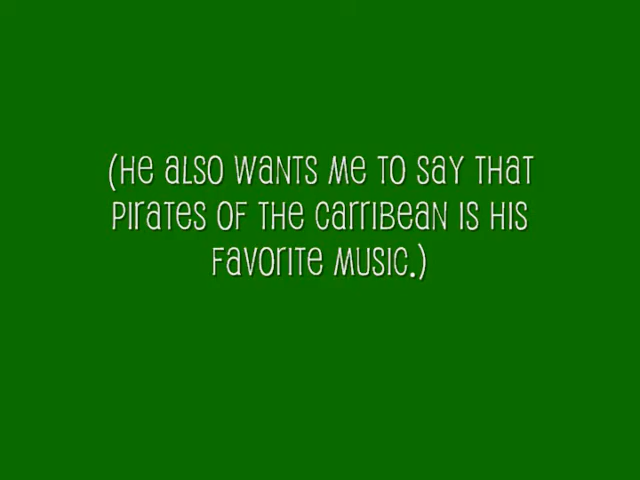 (He also wants me to say that
Pirates of the Carribean is his
favorite music.)